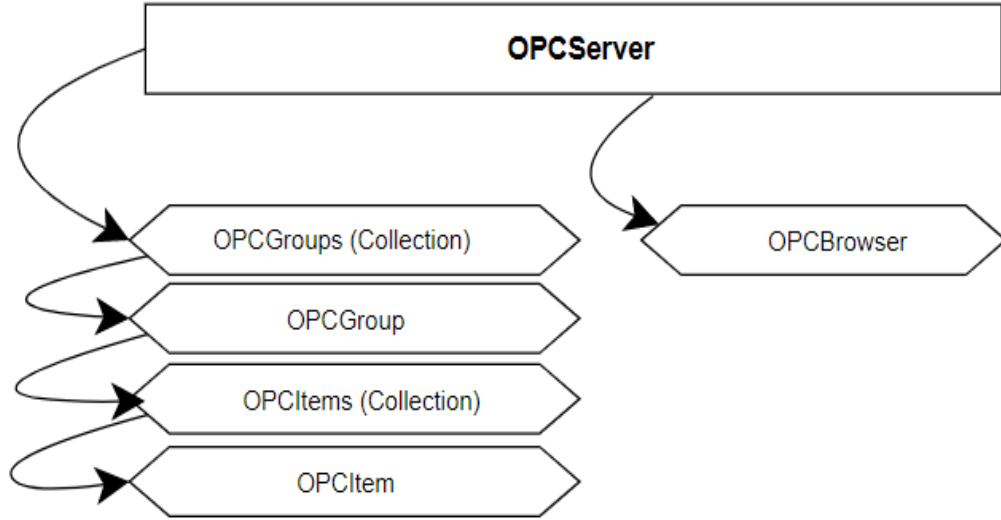 OPCServer
OPCGroups (Collection)
OPCBrowser
OPCGroup
OPCItems (Collection)
OPCItem